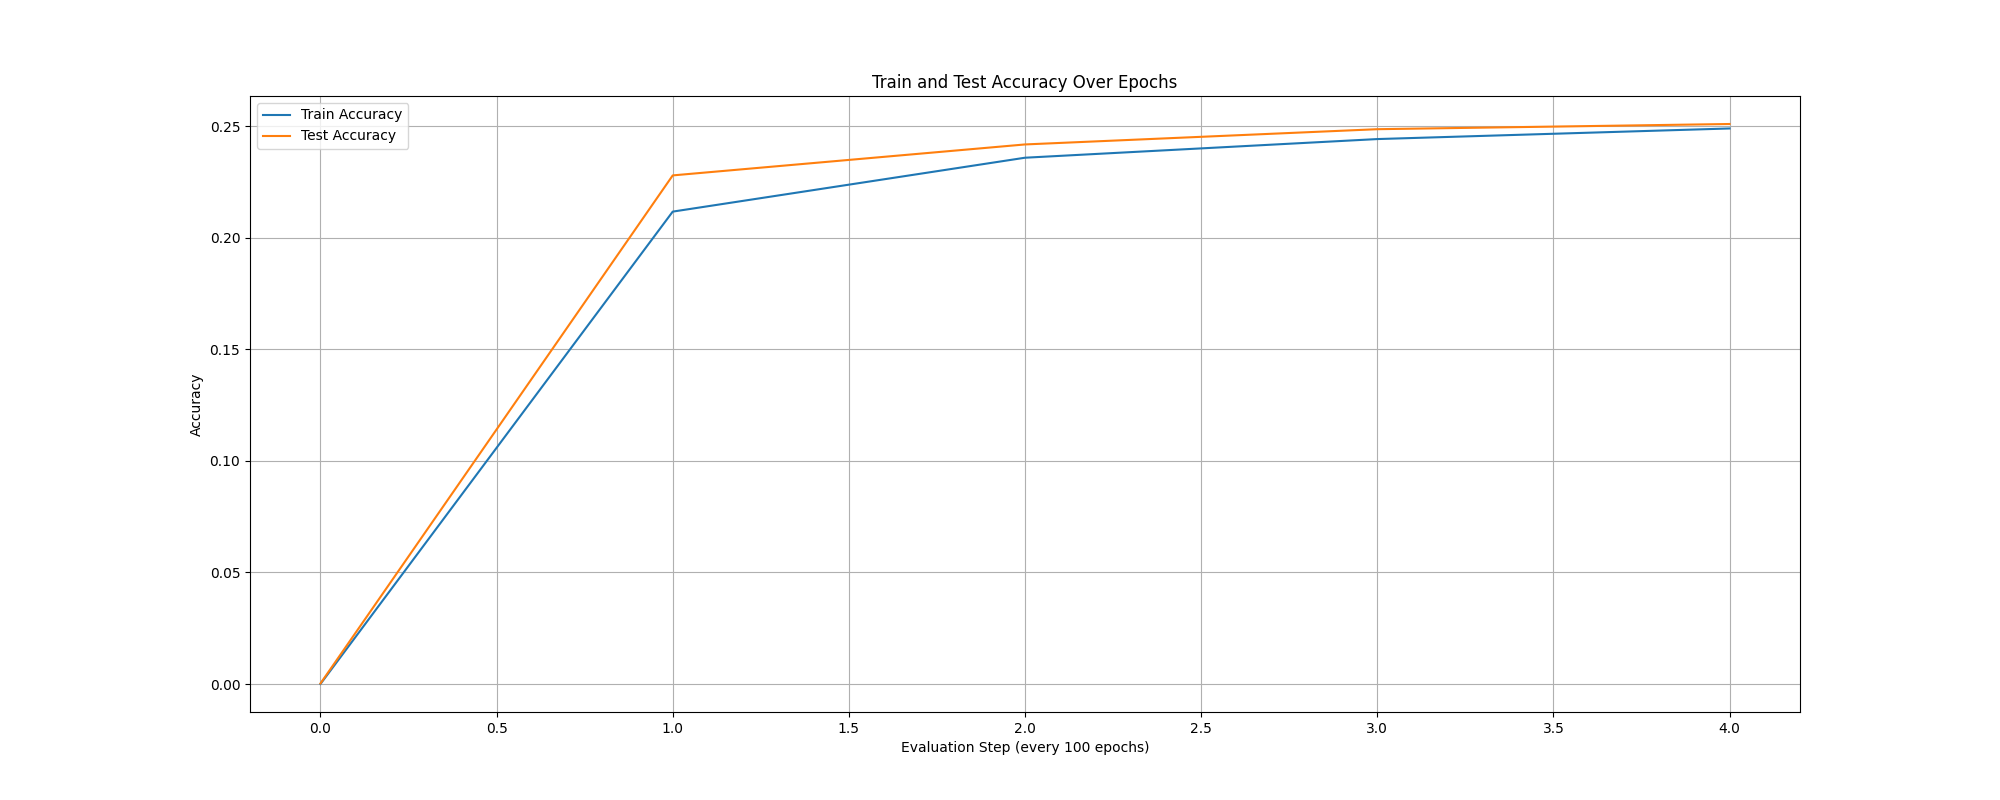 Train and Test Accuracy Over Epochs
Train Accuracy
Test Accuracy
0.25
0.20
0.15
0.10
0.05
0.00
Accuracy
0.0 0.5 1.0 1.5 2.0 2.5 3.0 3.5 4.0
Evaluation Step (every 100 epochs)